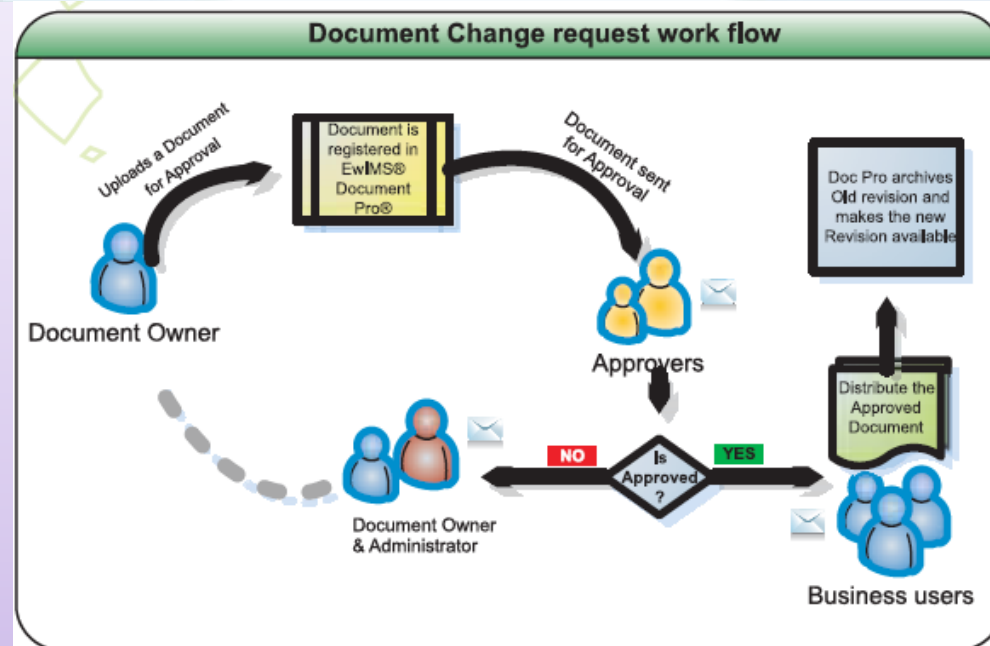 Document Change request work flow
Uploads a Document
for Approval
Document is
registered in
EwIMS®
Document
Pro®
Document sent
for Approval
Doc Pro archives
Old revision and
makes the new
Revision available
Document Owner
Approvers
Distribute the
Approved
Document
NO
Is
Approved
?
YES
Document Owner
& Administrator
Business users